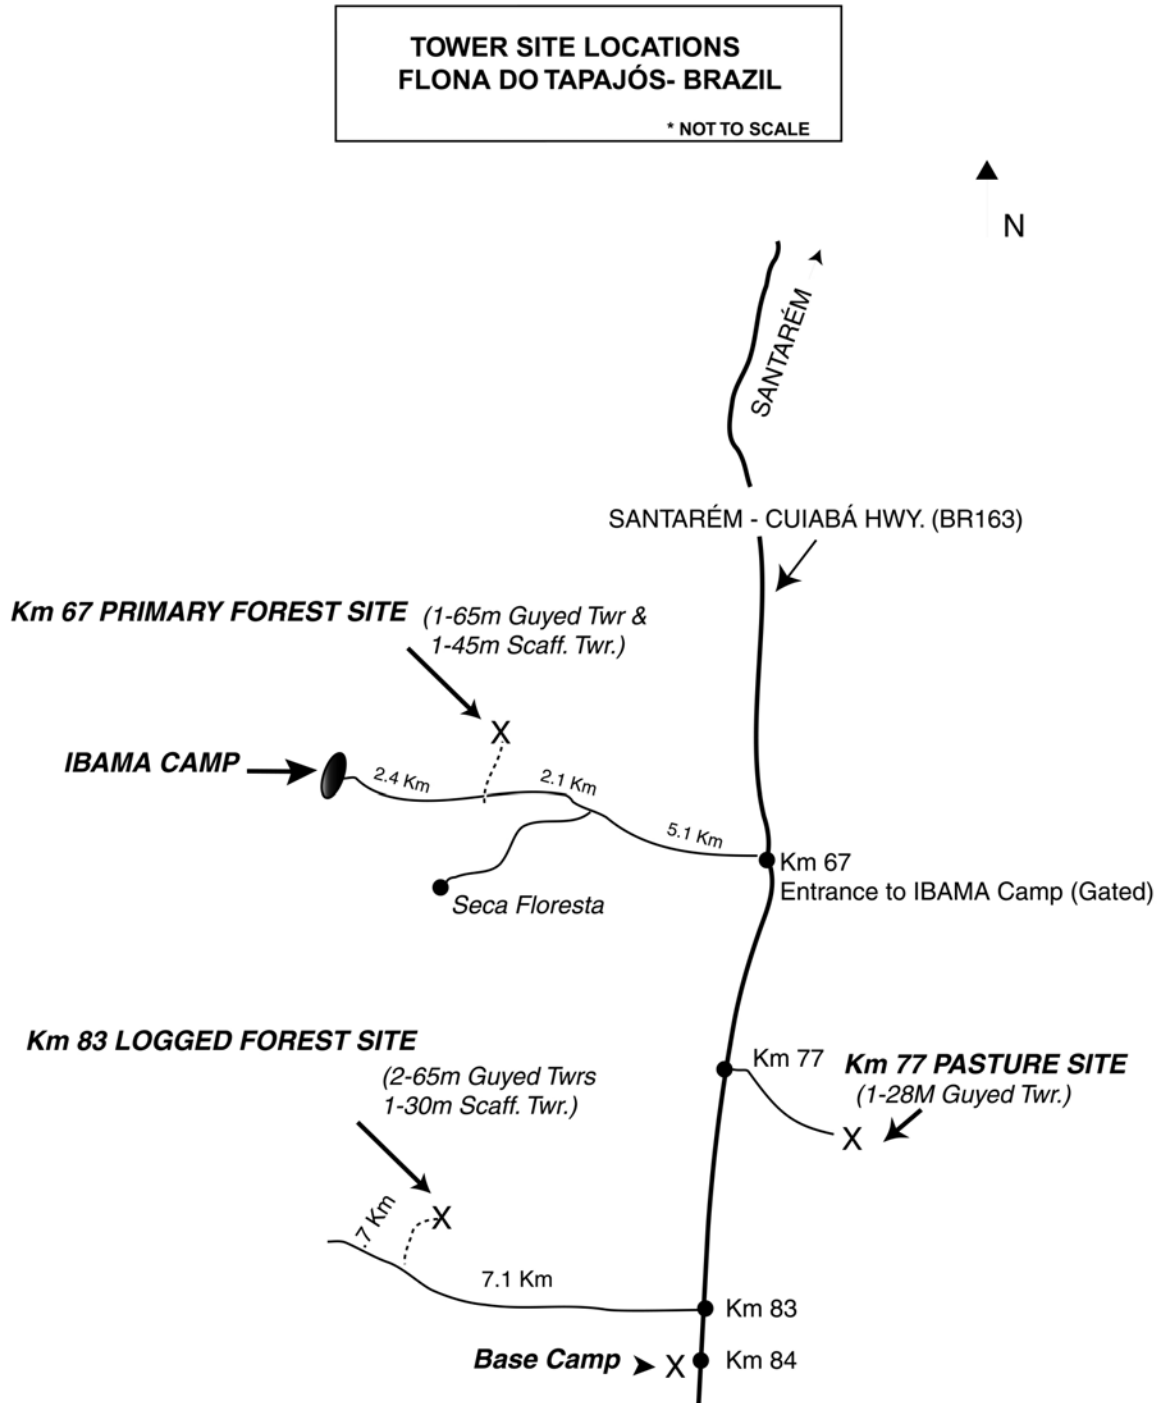 TOWER SITE LOCATIONS
FLONA DO TAPAJÓS- BRAZIL
* NOT TO SCALE
N
SANTARÉM
SANTARÉM - CUIABÁ HWY. (BR163)
Km 67 PRIMARY FOREST SITE (1-65m Guyed Twr &
1-45m Scaff. Twr.)
X
IBAMA CAMP
2.4 Km
2.1 Km
5.1 Km
Km 67
Entrance to IBAMA Camp (Gated)
Seca Floresta
Km 83 LOGGED FOREST SITE
(2-65m Guyed Twrs
1-30m Scaff. Twr.)
Km 77
Km 77 PASTURE SITE
(1-28M Guyed Twr.)
X
X
.7 Km
7.1 Km
Km 83
Base Camp
X
Km 84